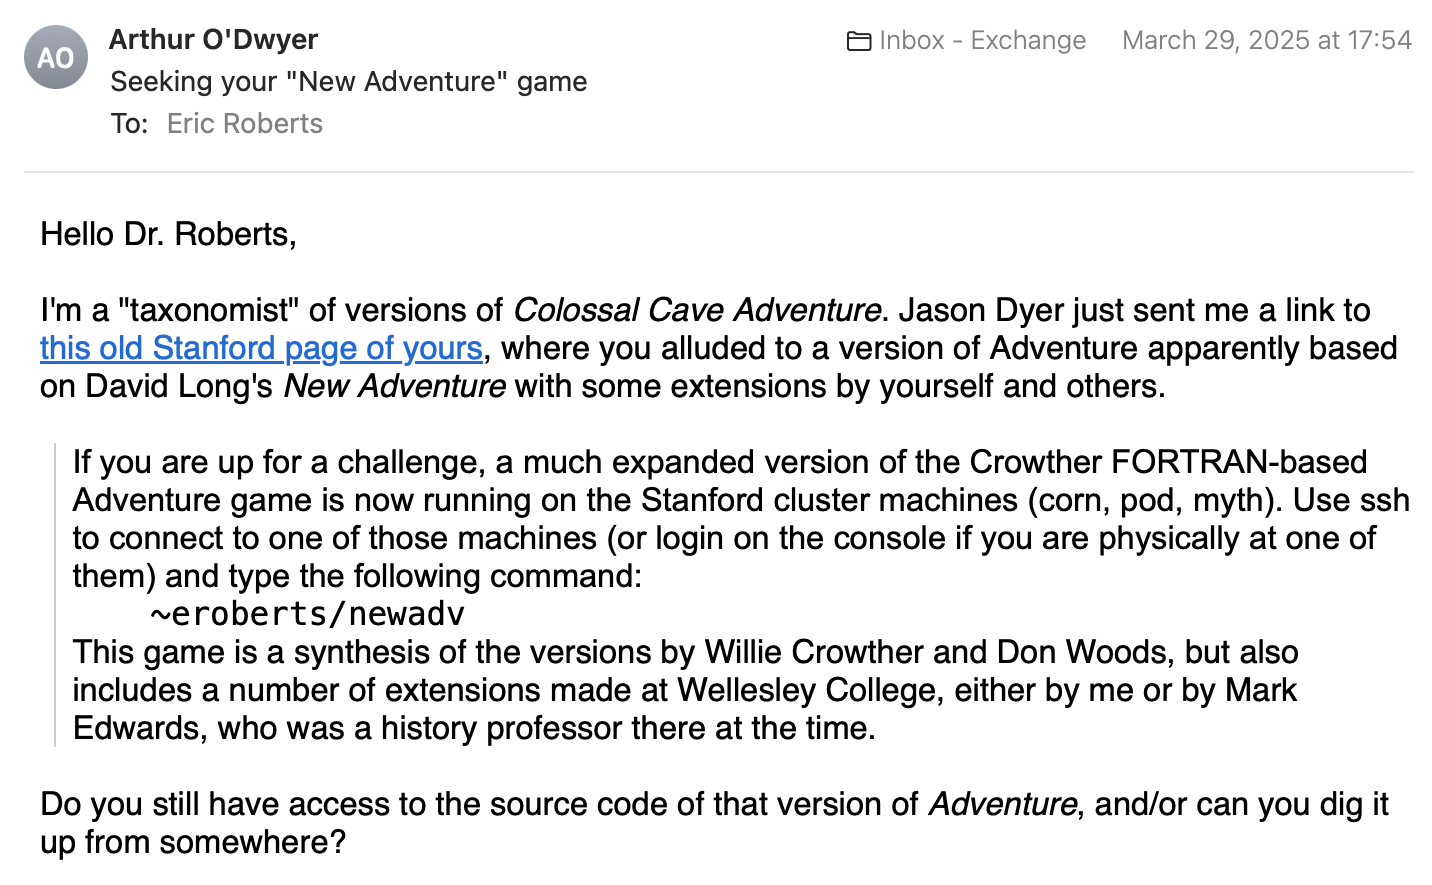 AO
Arthur O'Dwyer
Inbox - Exchange March 29, 2025 at 17:54
Seeking your "New Adventure" game
To: Eric Roberts
Hello Dr. Roberts,
I'm a "taxonomist" of versions of Colossal Cave Adventure. Jason Dyer just sent me a link to
this old Stanford page of yours, where you alluded to a version of Adventure apparently based
on David Long's New Adventure with some extensions by yourself and others.
If you are up for a challenge, a much expanded version of the Crowther FORTRAN-based
Adventure game is now running on the Stanford cluster machines (corn, pod, myth). Use ssh
to connect to one of those machines (or login on the console if you are physically at one of
them) and type the following command:
~eroberts/newadv
This game is a synthesis of the versions by Willie Crowther and Don Woods, but also
includes a number of extensions made at Wellesley College, either by me or by Mark
Edwards, who was a history professor there at the time.
Do you still have access to the source code of that version of Adventure, and/or can you dig it
up from somewhere?